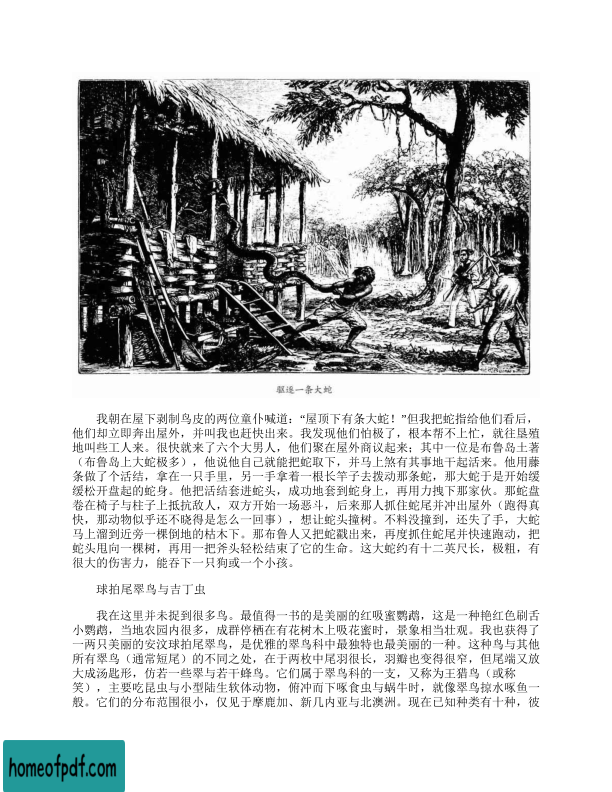 驱逐一条大蛇
我朝在屋下剥制鸟皮的两位童仆喊道：“屋顶下有条大蛇！”但我把蛇指给他们看后，
他们却立即奔出屋外，并叫我也赶快出来。我发现他们怕极了，根本帮不上忙，就往垦殖
地叫些工人来。很快就来了六个大男人，他们聚在屋外商议起来；其中一位是布鲁岛土著
（布鲁岛上大蛇极多），他说他自己就能把蛇取下，并马上煞有其事地干起活来。他用藤
条做了个活结，拿在一只手里，另一手拿着一根长竿子去拨动那条蛇，那大蛇于是开始缓
缓松开盘起的蛇身。他把活结套进蛇头，成功地套到蛇身上，再用力拽下那家伙。那蛇盘
卷在椅子与柱子上抵抗敌人，双方开始一场恶斗，后来那人抓住蛇尾并冲出屋外（跑得真
快，那动物似乎还不晓得是怎么一回事），想让蛇头撞树。不料没撞到，还失了手，大蛇
马上溜到近旁一棵倒地的枯木下。那布鲁人又把蛇戳出来，再度抓住蛇尾并快速跑动，把
蛇头甩向一棵树，再用一把斧头轻松结束了它的生命。这大蛇约有十二英尺长，极粗，有
很大的伤害力，能吞下一只狗或一个小孩。
球拍尾翠鸟与吉丁虫
我在这里并未捉到很多鸟。最值得一书的是美丽的红吸蜜鹦鹉，这是一种艳红色刷舌
小鹦鹉，当地农园内很多，成群停栖在有花树木上吸花蜜时，景象相当壮观。我也获得了
一两只美丽的安汶球拍尾翠鸟，是优雅的翠鸟科中最独特也最美丽的一种。这种鸟与其他
所有翠鸟（通常短尾）的不同之处，在于两枚中尾羽很长，羽瓣也变得很窄，但尾端又放
大成汤匙形，仿若一些翠与若干蜂鸟。它们属于翠鸟科的一支，又称为王猎鸟（或称
笑），主要吃昆虫与小型陆生软体动物，俯冲而下啄食虫与蜗牛时，就像翠鸟掠水啄鱼一
般。它们的分布范围很小，仅见于摩鹿加、新几内亚与北澳洲。现在已知种类有十种，彼
homeofpdf.com